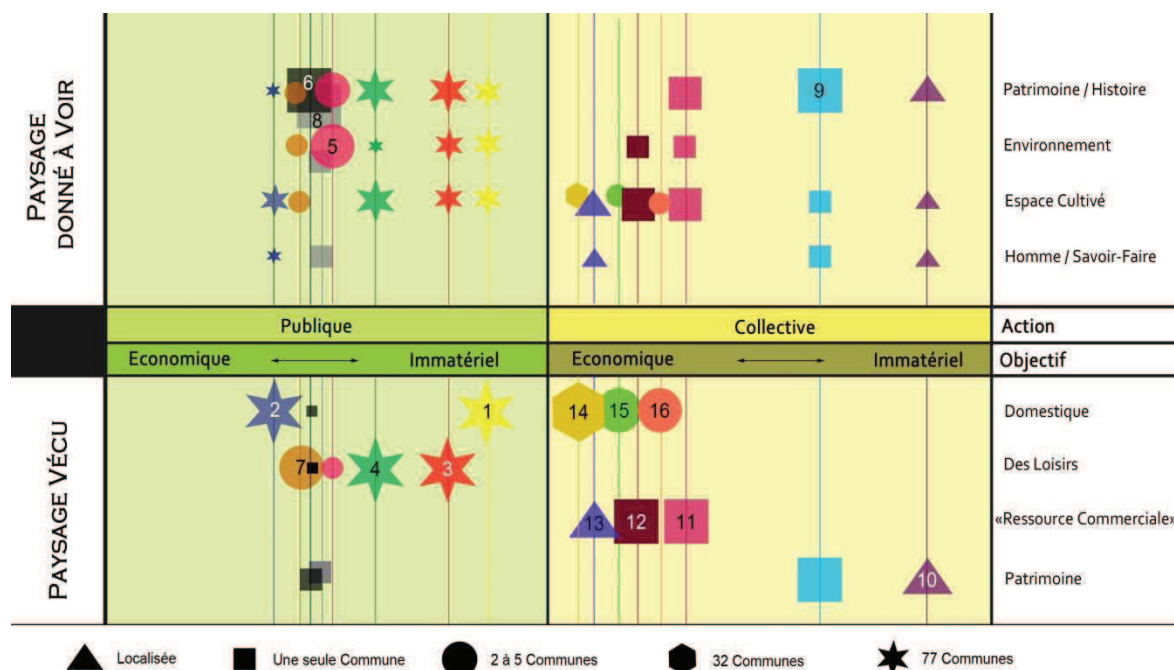 PAYSAGE
DONNÉ À VOIR
6
9
Patrimoine / Histoire
8
5
Environnement
Espace Cultivé
Homme / Savoir-Faire
Publique
Collective
Action
Economique
Immatériel
Economique
Immatériel
Objectif
PAYSAGE VÉCU
2
1
14
15
16
Domestique
7
4
3
Des Loisirs
13
12
11
«Ressource Commerciale»
10
Patrimoine
Localisée
Une seule Commune
2 à 5 Communes
32 Communes
77 Communes